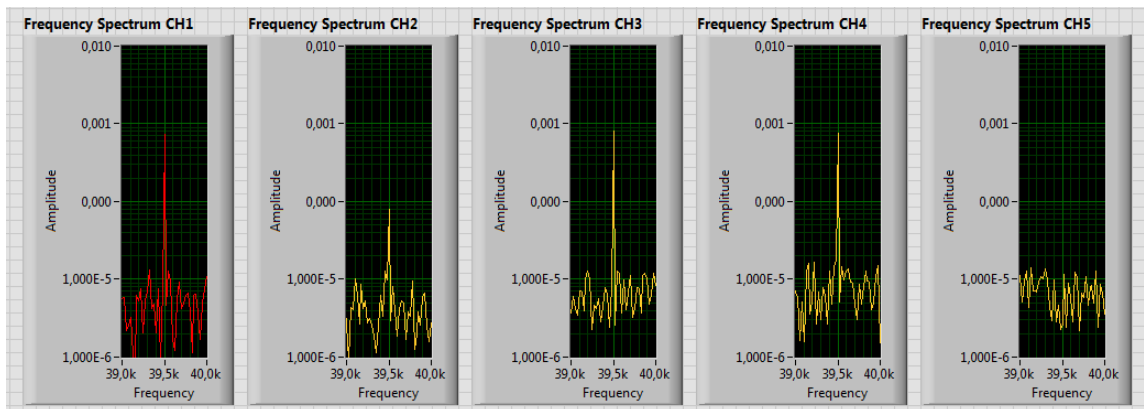 Frequency Spectrum CH1
0,010
0,001
0,000
1,000E-5
1,000E-6
Amplitude
39,0k 39,5k 40,0k
Frequency
Frequency Spectrum CH2
0,010
0,001
0,000
1,000E-5
1,000E-6
Amplitude
39,0k 39,5k 40,0k
Frequency
Frequency Spectrum CH3
0,010
0,001
0,000
1,000E-5
1,000E-6
Amplitude
39,0k 39,5k 40,0k
Frequency
Frequency Spectrum CH4
0,010
0,001
0,000
1,000E-5
1,000E-6
Amplitude
39,0k 39,5k 40,0k
Frequency
Frequency Spectrum CH5
0,010
0,001
0,000
1,000E-5
1,000E-6
Amplitude
39,0k 39,5k 40,0k
Frequency